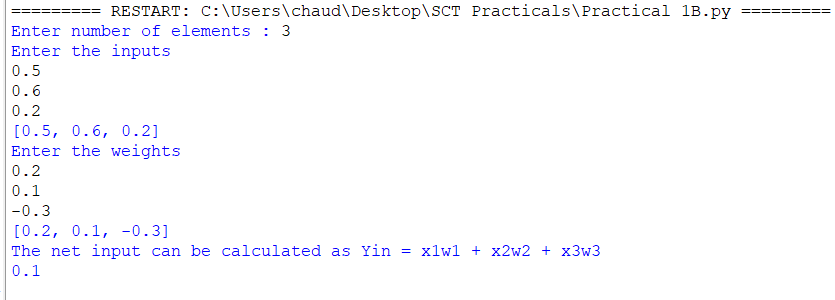 ========= RESTART: C:\Users\chaud\Desktop\SCT Practicals\Practical 1B.py =========
Enter number of elements : 3
Enter the inputs
0.5
0.6
0.2
[0.5, 0.6, 0.2]
Enter the weights
0.2
0.1
-0.3
[0.2, 0.1, -0.3]
The net input can be calculated as Yin = x1w1 + x2w2 + x3w3
0.1